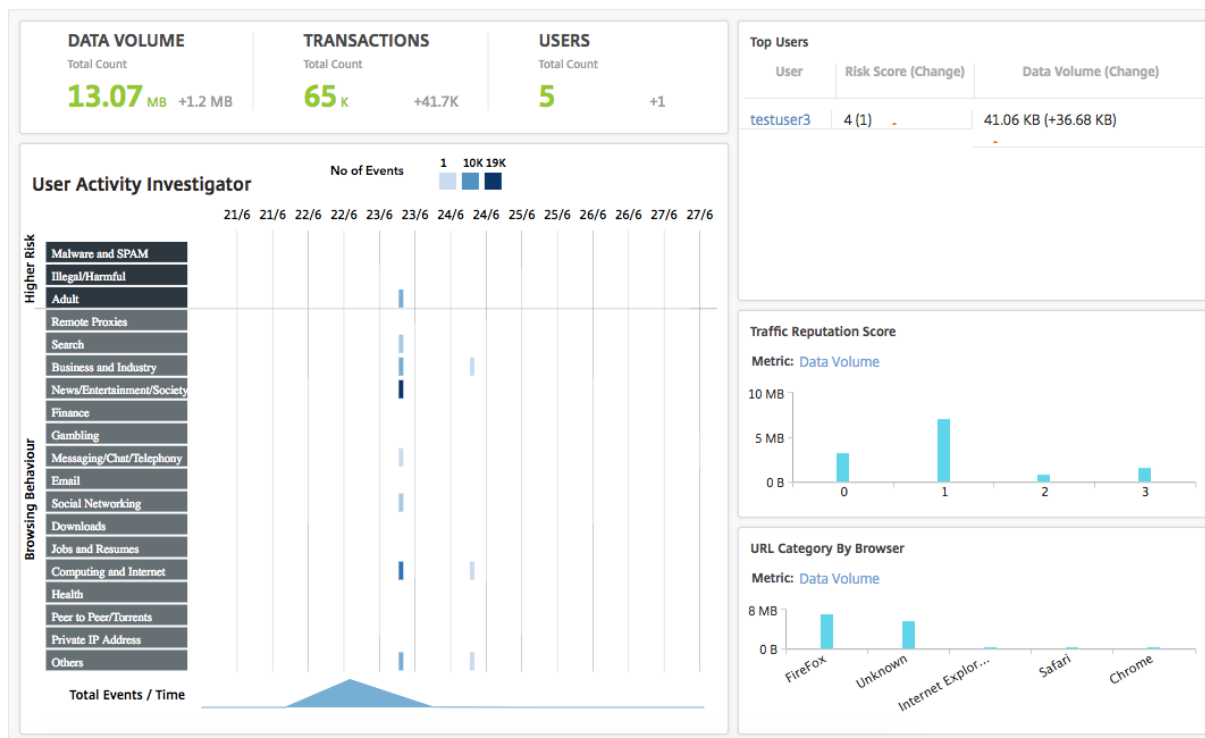 DATA VOLUME
Total Count
13.07 MB +1.2 MB
TRANSACTIONS
Total Count
65 K +41.7K
USERS
Total Count
5 +1
User Activity Investigator
No of Events
1 10K 19K
21/6 21/6 22/6 22/6 23/6 23/6 24/6 24/6 25/6 25/6 26/6 26/6 27/6 27/6
Higher Risk
Malware and SPAM
Illegal/Harmful
Adult
Browsing Behaviour
Remote Proxies
Search
Business and Industry
News/Entertainment/Society
Finance
Gambling
Messaging/Chat/Telephony
Email
Social Networking
Downloads
Jobs and Resumes
Computing and Internet
Health
Peer to Peer/Torrents
Private IP Address
Others
Total Events / Time
Top Users
User Risk Score (Change) Data Volume (Change)
testuser3 4 (1) 41.06 KB (+36.68 KB)
Traffic Reputation Score
Metric: Data Volume
10 MB
5 MB
0 B
0 1 2 3
URL Category By Browser
Metric: Data Volume
8 MB
0 B
FireFox Unknown Internet Explor... Safari Chrome